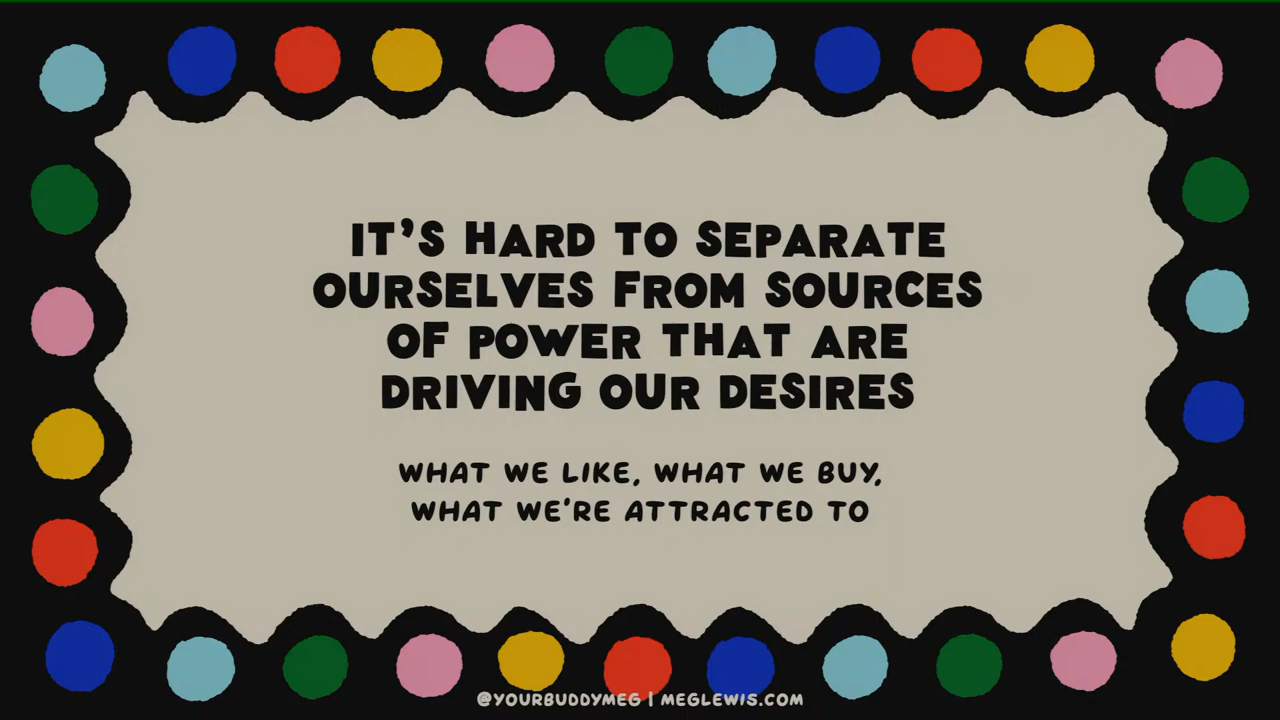 IT'S HARD TO SEPARATE
OURSELVES FROM SOURCES
OF POWER THAT ARE
DRIVING OUR DESIRES
WHAT WE LIKE, WHAT WE BUY,
WHAT WE'RE ATTRACTED TO
@YOURBUDDYMEG | MEGLEWIS.COM